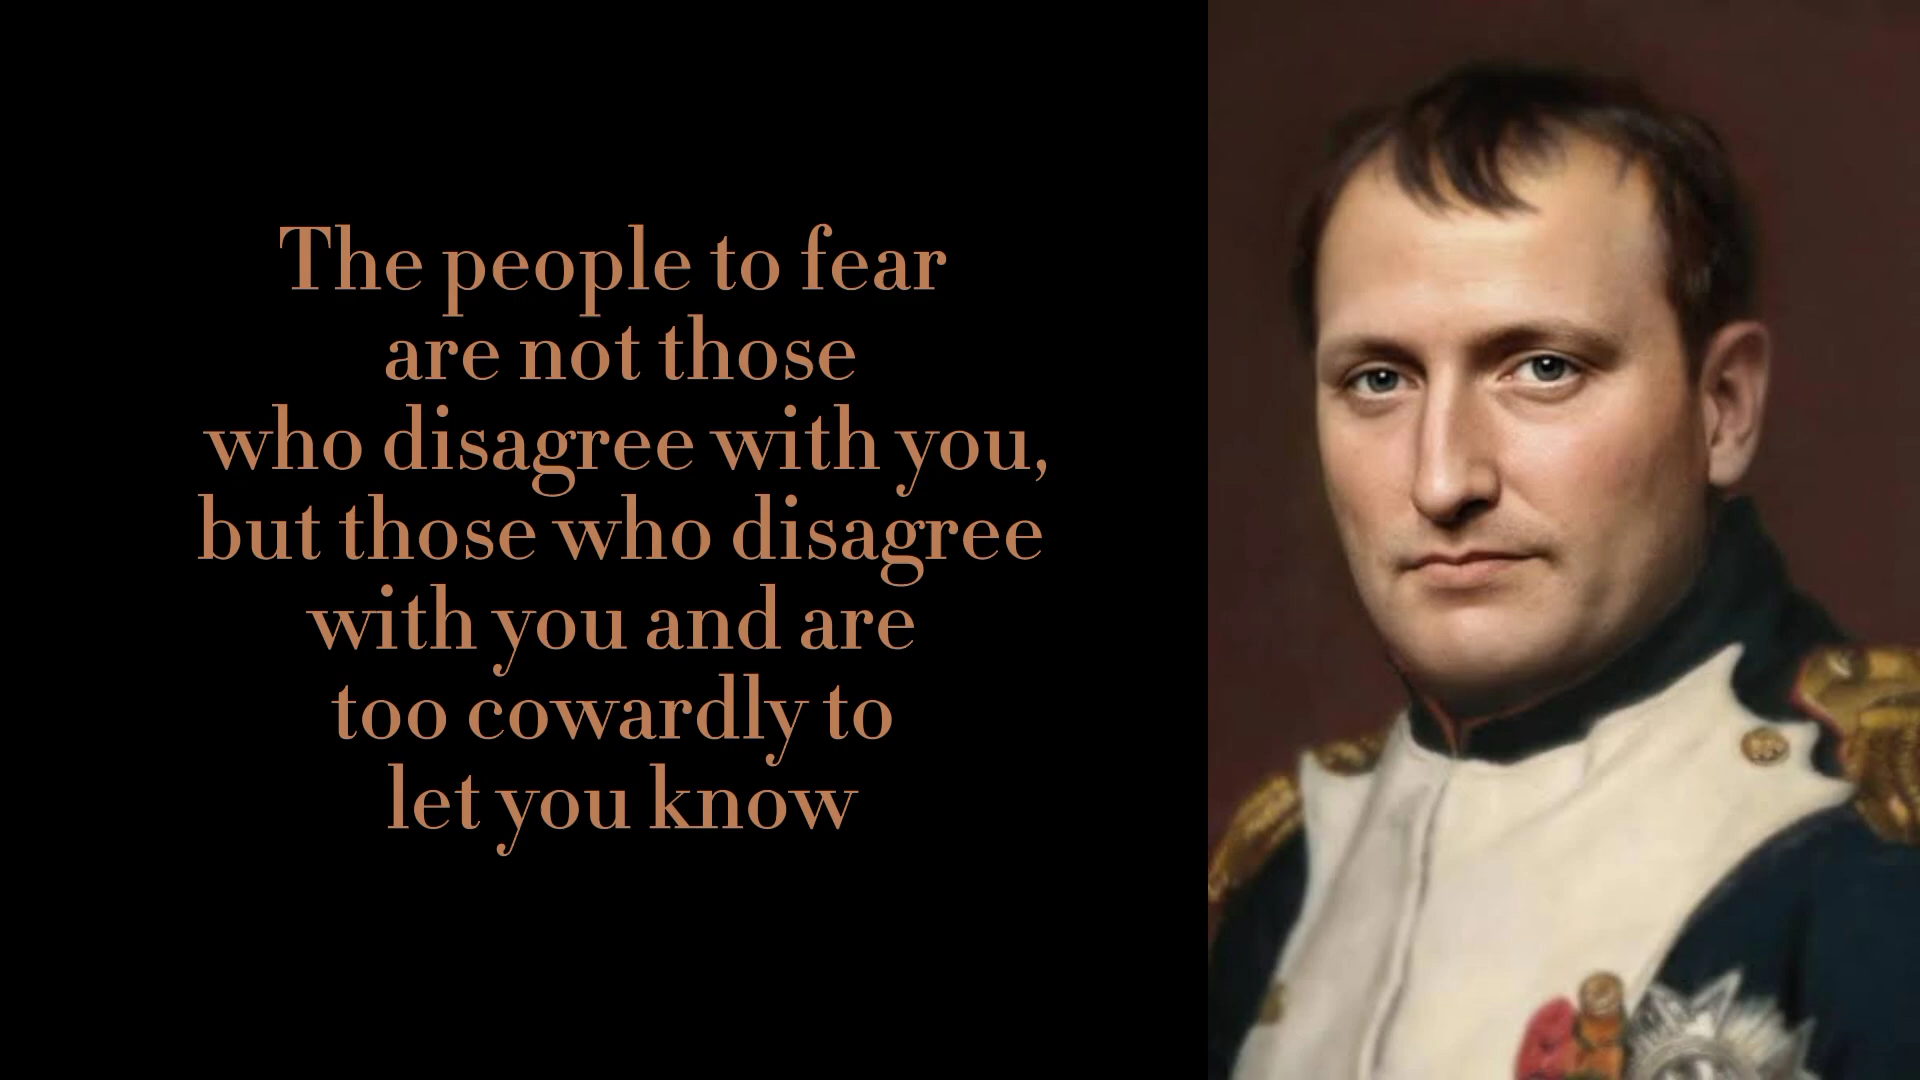 The people to fear
are not those
who disagree with you,
but those who disagree
with you and are
too cowardly to
let you know